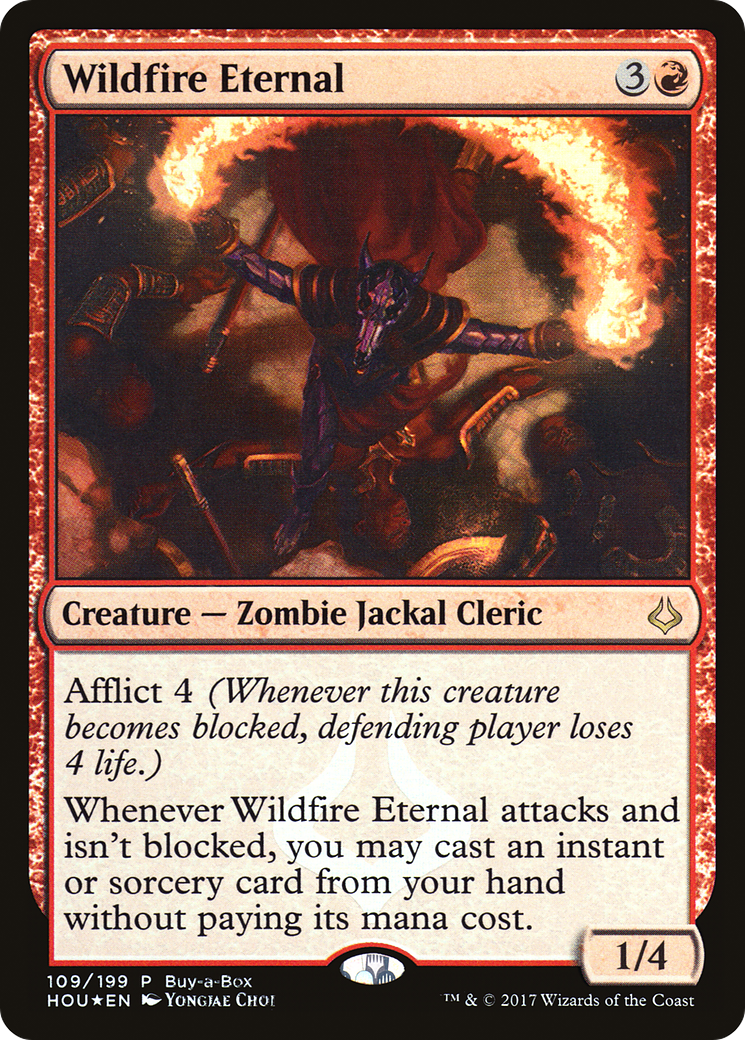 Wildfire Eternal 3
Creature — Zombie Jackal Cleric
Afflict 4 (Whenever this creature
becomes blocked, defending player loses
4 life.)
Whenever Wildfire Eternal attacks and
isn't blocked, you may cast an instant
or sorcery card from your hand
without paying its mana cost.
1/4
109/199 P Buy-a-Box
HOU★EN Yongjae Choi
™ & © 2017 Wizards of the Coast